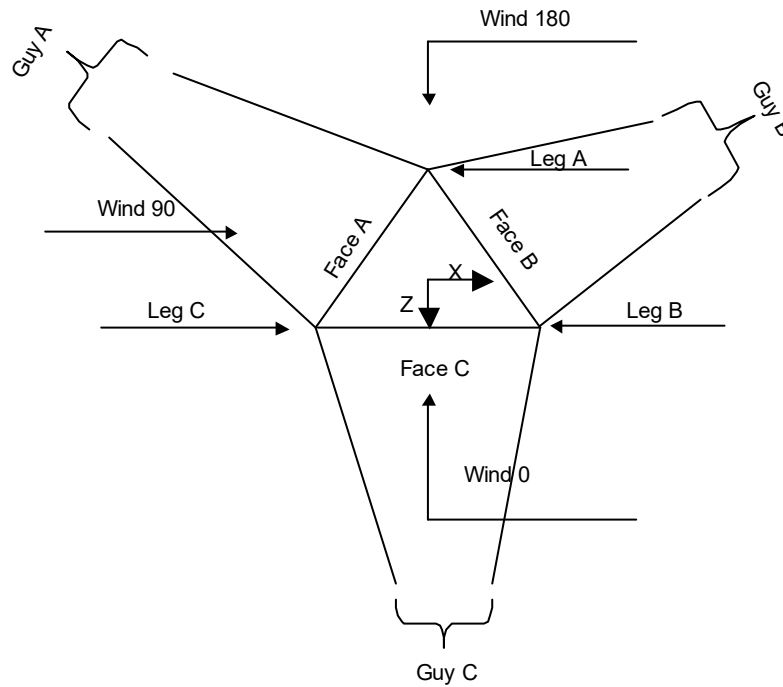 Wind 180
Guy A
Guy
Leg A
Wind 90
Face A
Face B
X
Z
Leg C
Leg B
Face C
Wind 0
Guy C